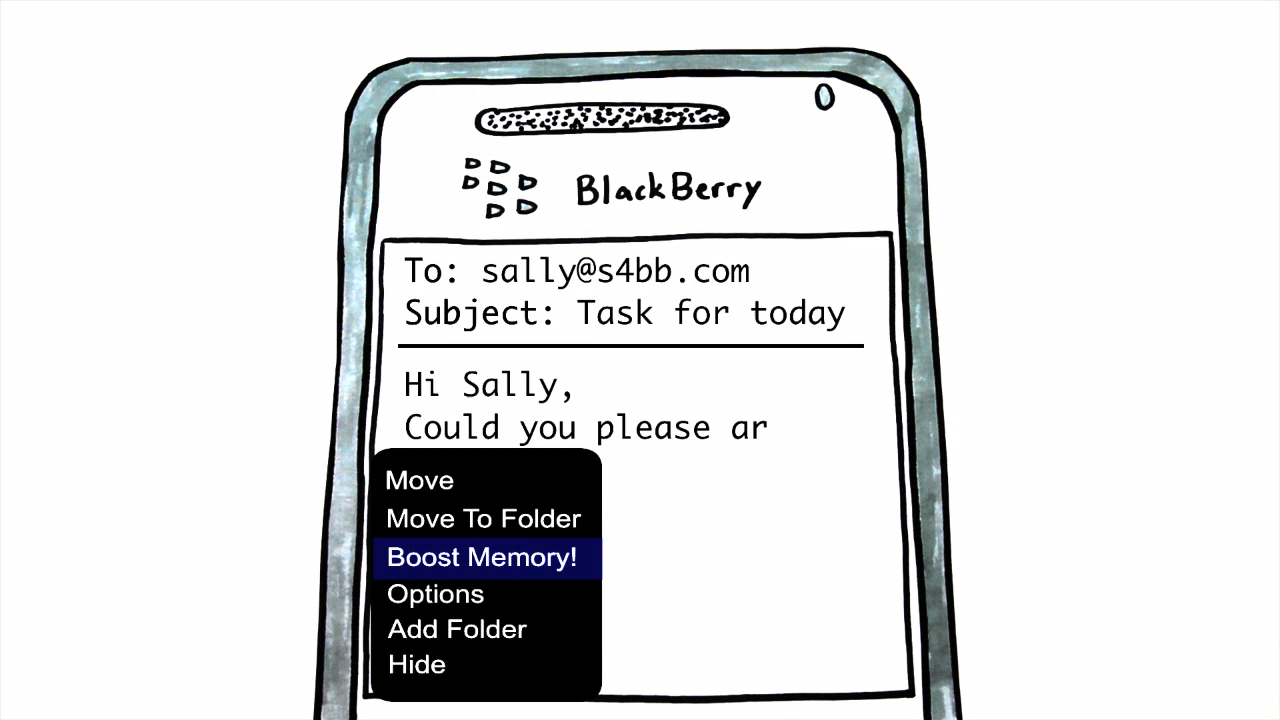 BlackBerry
To: sally@s4bb.com
Subject: Task for today
Hi Sally,
Could you please ar
Move
Move To Folder
Boost Memory!
Options
Add Folder
Hide